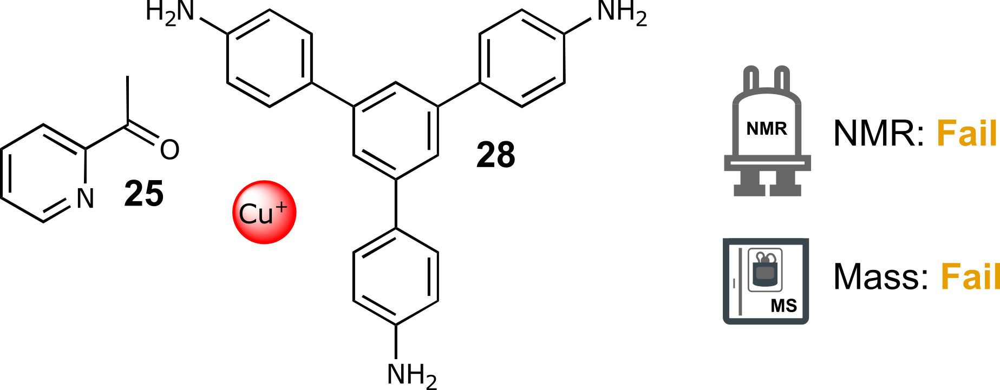 H2N
NH2
O
N
25
28
Cu+
NH2
NMR
NMR: Fail
MS
Mass: Fail